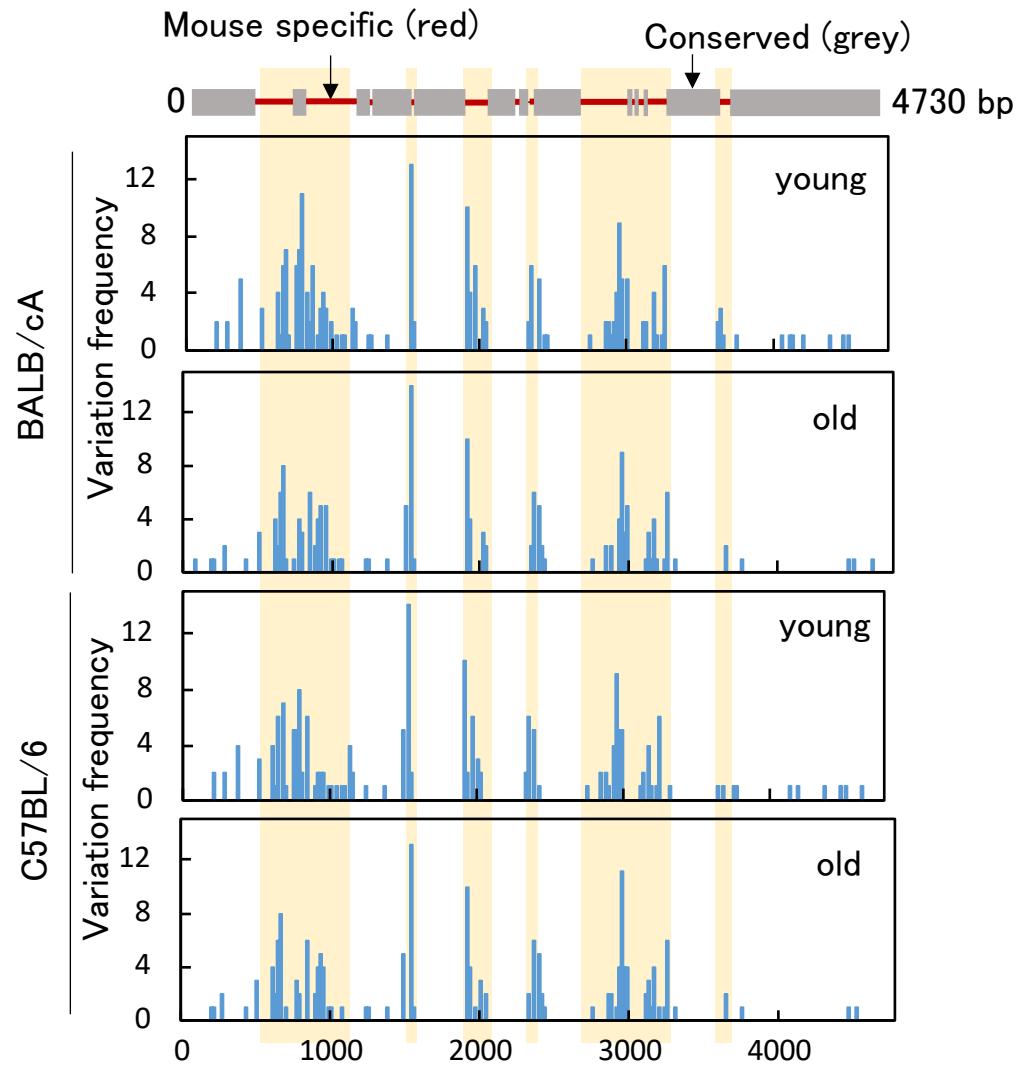 Mouse specific (red)
Conserved (grey)
0
4730 bp
BALB/cA
Variation frequency
12
8
4
0
young
12
8
4
0
old
C57BL/6
Variation frequency
12
8
4
0
young
12
8
4
0
old
0 1000 2000 3000 4000